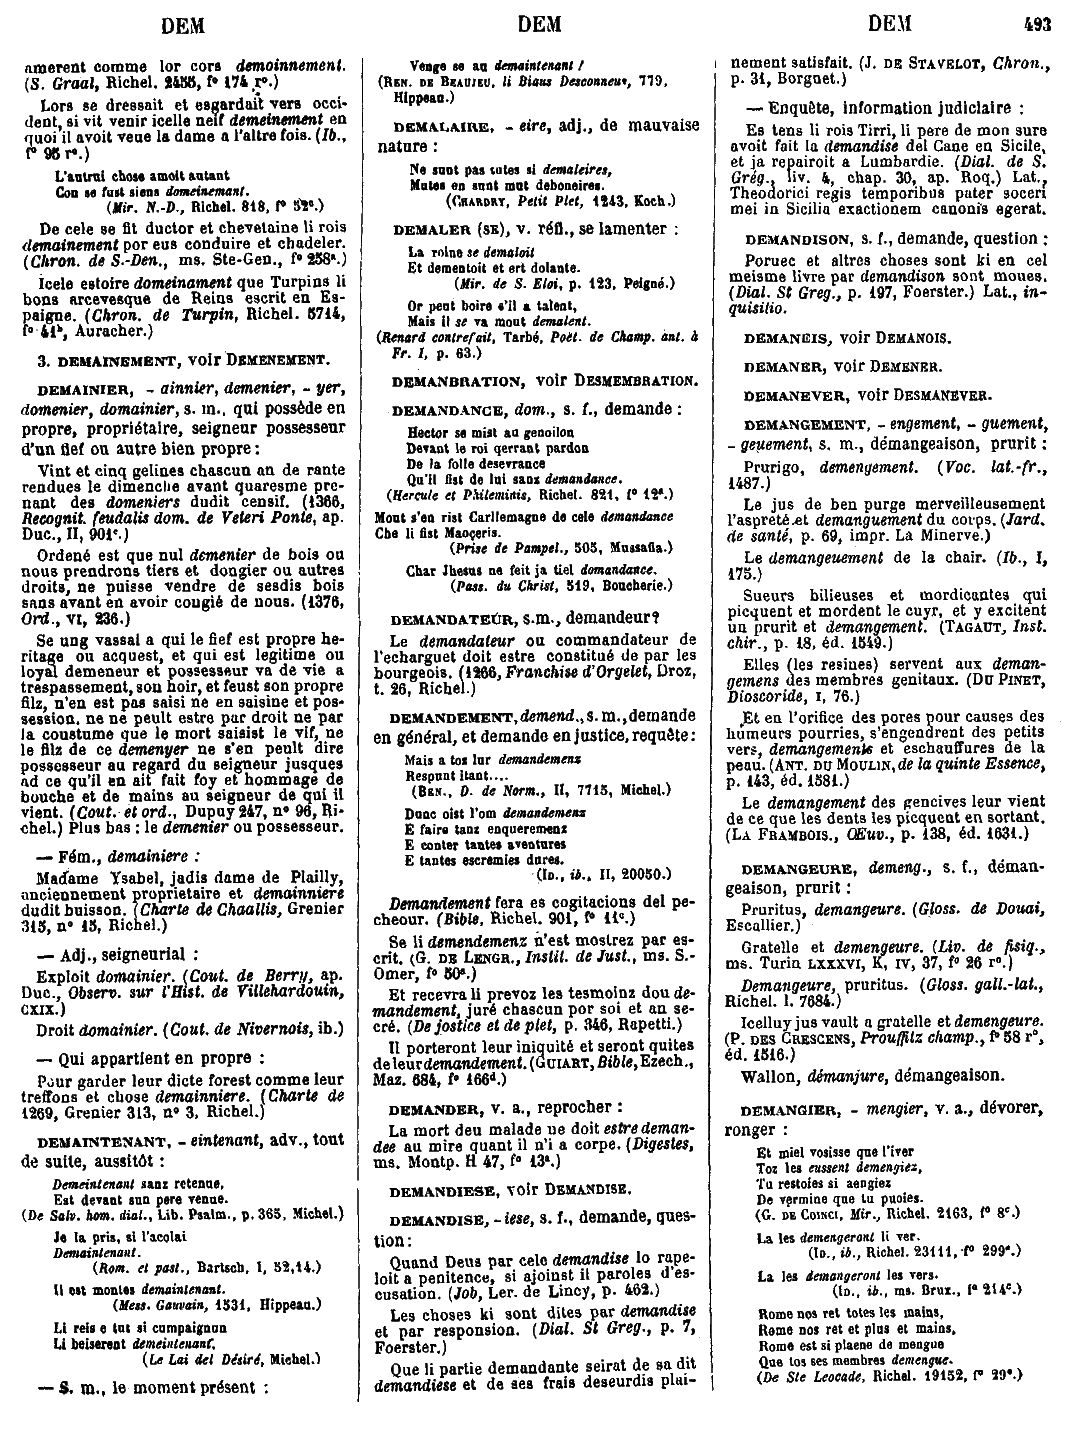 DEM DEM DEM 493
amerent comme lor cors demoinnement.
(S. Graal, Richel. 2455, f° 174 r°.)
Lors se dressait et esgardait vers occi-
dent, si vit venir icelle neif demeinement en
quoi il avoit veue la dame a l'altre fois. (Ib.,
f° 95 r°.)
L'autrui chose amoit autant
Con se fust siens domeinemant.
(Mir. N.-D., Richel. 818, f° 52°.)
De cele se fit ductor et chevetaine li rois
demainement por eus conduire et chadeler.
(Chron. de S.-Den., ms. Ste-Gen., f° 258ª.)
Icele estoire domeinament que Turpins li
bons arcevesque de Reins escrit en Es-
paigne. (Chron. de Turpin, Richel. 5714,
f° 41ᵇ, Auracher.)
3. DEMAINEMENT, voir DEMENEMENT.
DEMAINIER, - ainnier, demenier, - yer,
domenier, domainier, s. m., qui possède en
propre, propriétaire, seigneur possesseur
d'un fief ou autre bien propre :
Vint et cinq gelines chascun an de rante
rendues le dimenche avant quaresme pre-
nant des domeniers dudit censif. (1366,
Recognit. feudalis dom. de Veteri Ponte, ap.
Duc., II, 901ᶜ.)
Ordené est que nul demenier de bois ou
nous prendrons tiers et dongier ou autres
droits, ne puisse vendre de sesdis bois
sans avant en avoir cougié de nous. (1376,
Ord., VI, 236.)
Se ung vassal a qui le fief est propre he-
ritage ou acquest, et qui est legitime ou
loyal demeneur et possesseur va de vie a
trespassement, son hoir, et feust son propre
filz, n'en est pas saisi ne en saisine et pos-
session, ne ne peult estre par droit ne par
la coustume que le mort saisist le vif, ne
le filz de ce demenyer ne s'en peult dire
possesseur au regard du seigneur jusques
ad ce qu'il en ait fait foy et hommage de
bouche et de mains au seigneur de qui il
vient. (Cout. et ord., Dupuy 247, n° 96, Ri-
chel.) Plus bas : le demenier ou possesseur.
— Fém., demainiere :
Madame Ysabel, jadis dame de Plailly,
anciennement proprietaire et demainniere
dudit buisson. (Charte de Chaallis, Grenier
315, n° 15, Richel.)
— Adj., seigneurial :
Exploit domainier. (Cout. de Berry, ap.
Duc., Observ. sur l'Hist. de Villehardouin,
CXIX.)
Droit domainier. (Cout. de Nivernois, ib.)
— Qui appartient en propre :
Pour garder leur dicte forest comme leur
treffons et chose demainniere. (Charte de
1269, Grenier 313, n° 3, Richel.)
DEMAINTENANT, - eintenant, adv., tout
de suite, aussitôt :
Demeintenant sanz retenue,
Est devant sun pere venue.
(De Salv. hom. dial., Lib. Psalm., p. 365, Michel.)
Je la pris, si l'acolai
Demaintenant.
(Rom. et past., Bartsch, I, 52,14.)
Il est montes demaintenant.
(Mess. Gauvain, 1531, Hippeau.)
Li reis e tut si cumpaignun
Li beiserent demeintenant.
(Le Lai del Désiré, Michel.)
— S. m., le moment présent :
Venge se au demaintenant !
(REN. DE BEAUJEU, li Biaus Desconneus, 779,
Hippeau.)
DEMALAIRE, - eire, adj., de mauvaise
nature :
Ne sunt pas tutes si demaleires,
Mutes en sunt mut deboneires.
(CHARDRY, Petit Plet, 1243, Koch.)
DEMALER (SE), v. réfl., se lamenter :
La roine se demaloit
Et dementoit et ert dolante.
(Mir. de S. Eloi, p. 123, Peigné.)
Or peut boire s'il a talent,
Mais il se va mout demalent.
(Renard contrefait, Tarbé, Poët. de Champ. ant. à
Fr. I, p. 63.)
DEMANBRATION, voir DESMEMBRATION.
DEMANDANCE, dom., s. f., demande :
Hector se mist au genoilon
Devant le roi qerrant pardon
De la folle desevrance
Qu'il fist de lui sanz demandance.
(Hercule et Phileminis, Richel. 821, f° 12ª.)
Mout s'en rist Carllemagne de cele demandance
Che li fist Maoçeris.
(Prise de Pampel., 505, Mussafia.)
Char Jhesus ne feit ja tiel domandance.
(Pass. du Christ, 519, Boucherie.)
DEMANDATEUR, s.m., demandeur?
Le demandateur ou commandateur de
l'echarguet doit estre constitué de par les
bourgeois. (1266, Franchise d'Orgelet, Droz,
t. 26, Richel.)
DEMANDEMENT, demend., s. m., demande
en général, et demande en justice, requête :
Mais a toz lur demandemenz
Respunt itant....
(BEN., D. de Norm., II, 7715, Michel.)
Dunc oist l'om demandemenz
E faire tanz enqueremenz
E conter tantes aventures
E tantes escremies dures.
(ID., ib., II, 20050.)
Demandement fera es cogitacions del pe-
cheour. (Bible, Richel. 901, f° 11ᶜ.)
Se li demendemenz n'est mostrez par es-
crit. (G. DE LENGR., Instit. de Just., ms. S.-
Omer, f° 50ª.)
Et recevra li prevoz les tesmoinz dou de-
mandement, juré chascun por soi et an se-
cré. (De jostice et de plet, p. 346, Rapetti.)
Il porteront leur iniquité et seront quites
de leur demandement. (GUIART, Bible, Ezech.,
Maz. 684, f° 166ᵈ.)
DEMANDER, v. a., reprocher :
La mort deu malade ne doit estre deman-
dee au mire quant il n'i a corpe. (Digestes,
ms. Montp. H 47, f° 13ª.)
DEMANDIESE, voir DEMANDISE.
DEMANDISE, - iese, s. f., demande, ques-
tion :
Quand Deus par cele demandise lo rape-
loit a penitence, si ajoinst il paroles d'es-
cusation. (Job, Ler. de Lincy, p. 462.)
Les choses ki sont dites par demandise
et par responsion. (Dial. St Greg., p. 7,
Foerster.)
Que li partie demandante seirat de sa dit
demandiese et de ses frais deseurdis plai-
nement satisfait. (J. DE STAVELOT, Chron.,
p. 31, Borgnet.)
— Enquête, information judiciaire :
Es tens li rois Tirri, li pere de mon sure
avoit fait la demandise del Cane en Sicile,
et ja repairoit a Lumbardie. (Dial. de S.
Grég., liv. 4, chap. 30, ap. Roq.) Lat.,
Theodorici regis temporibus pater soceri
mei in Sicilia exactionem canonis egerat.
DEMANDISON, s. f., demande, question :
Poruec et altres choses sont ki en cel
meisme livre par demandison sont moues.
(Dial. St Greg., p. 197, Foerster.) Lat., in-
quisitio.
DEMANEIS, voir DEMANOIS.
DEMANER, voir DEMENER.
DEMANEVER, voir DESMANEVER.
DEMANGEMENT, - engement, - guement,
- geuement, s. m., démangeaison, prurit :
Prurigo, demengement. (Voc. lat.-fr.,
1487.)
Le jus de ben purge merveilleusement
l'aspreté et demanguement du corps. (Jard.
de santé, p. 69, impr. La Minerve.)
Le demangeuement de la chair. (Ib., I,
175.)
Sueurs bilieuses et mordicantes qui
picquent et mordent le cuyr, et y excitent
un prurit et demangement. (TAGAUT, Inst.
chir., p. 18, éd. 1549.)
Elles (les resines) servent aux deman-
gemens des membres genitaux. (DU PINET,
Dioscoride, I, 76.)
Et en l'orifice des pores pour causes des
humeurs pourries, s'engendrent des petits
vers, demangements et eschauffures de la
peau. (ANT. DU MOULIN, de la quinte Essence,
p. 143, éd. 1581.)
Le demangement des gencives leur vient
de ce que les dents les picquent en sortant.
(LA FRAMBOIS., Œuv., p. 138, éd. 1631.)
DEMANGEURE, demeng., s. f., déman-
geaison, prurit :
Pruritus, demangeure. (Gloss. de Douai,
Escallier.)
Gratelle et demengeure. (Liv. de fisiq.,
ms. Turin LXXXVI, K, IV, 37, f° 26 r°.)
Demangeure, pruritus. (Gloss. gall.-lat.,
Richel. l. 7684.)
Icelluy jus vault a gratelle et demengeure.
(P. DES CRESCENS, Prouffilz champ., f° 58 r°,
éd. 1516.)
Wallon, démanjure, démangeaison.
DEMANGIER, - mengier, v. a., dévorer,
ronger :
Et miel vosisse que l'iver
Toz les eussent demengiez,
Tu restoies si aengiez
De vermine que tu puoies.
(G. DE COINCI, Mir., Richel. 2163, f° 8ᶜ.)
La les demengeront li ver.
(ID., ib., Richel. 23111, f° 299ᵃ.)
La les demangeront les vers.
(ID., ib., ms. Brux., f° 214ᶜ.)
Rome nos ret totes les mains,
Rome nos ret et plus et mains,
Rome est si plaene de mengue
Que tos ses membres demengue.
(De Ste Leocade, Richel. 19152, f° 29ᵃ.)